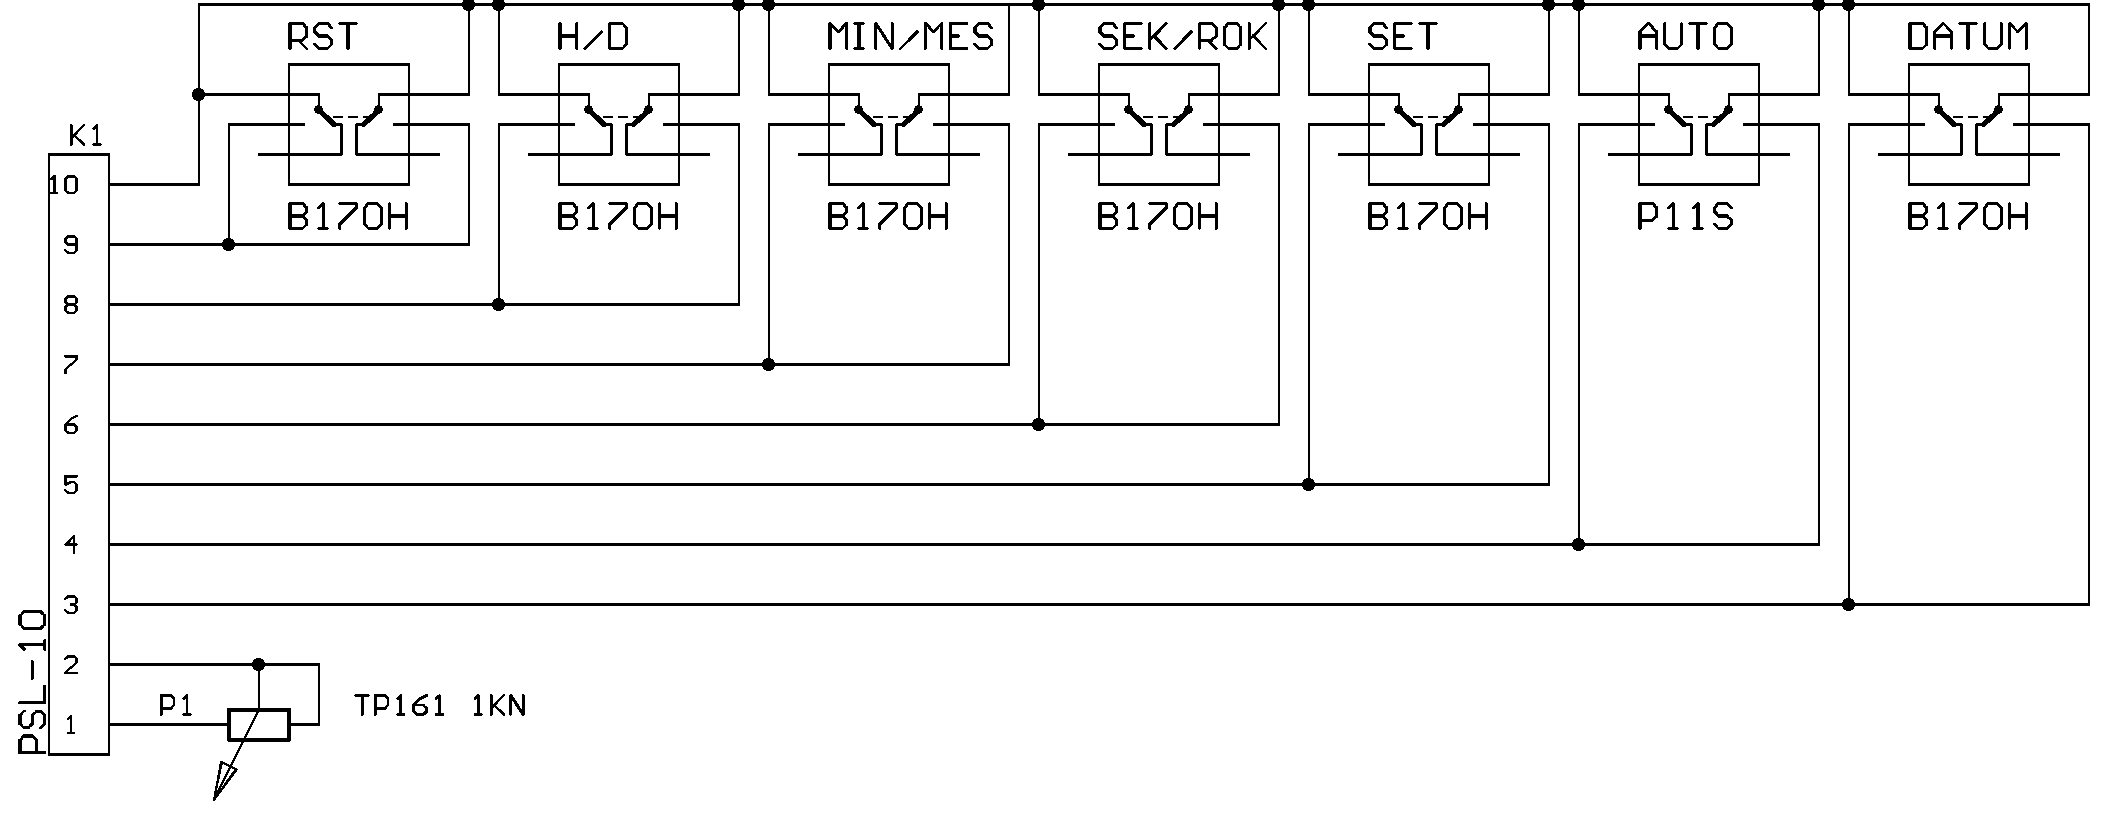 RST H/D MIN/MES SEK/ROK SET AUTO DATUM
K1
10
B170H B170H B170H B170H B170H P11S B170H
9
8
7
6
5
4
3
2
P1 TP161 1KN
1
PSL-10